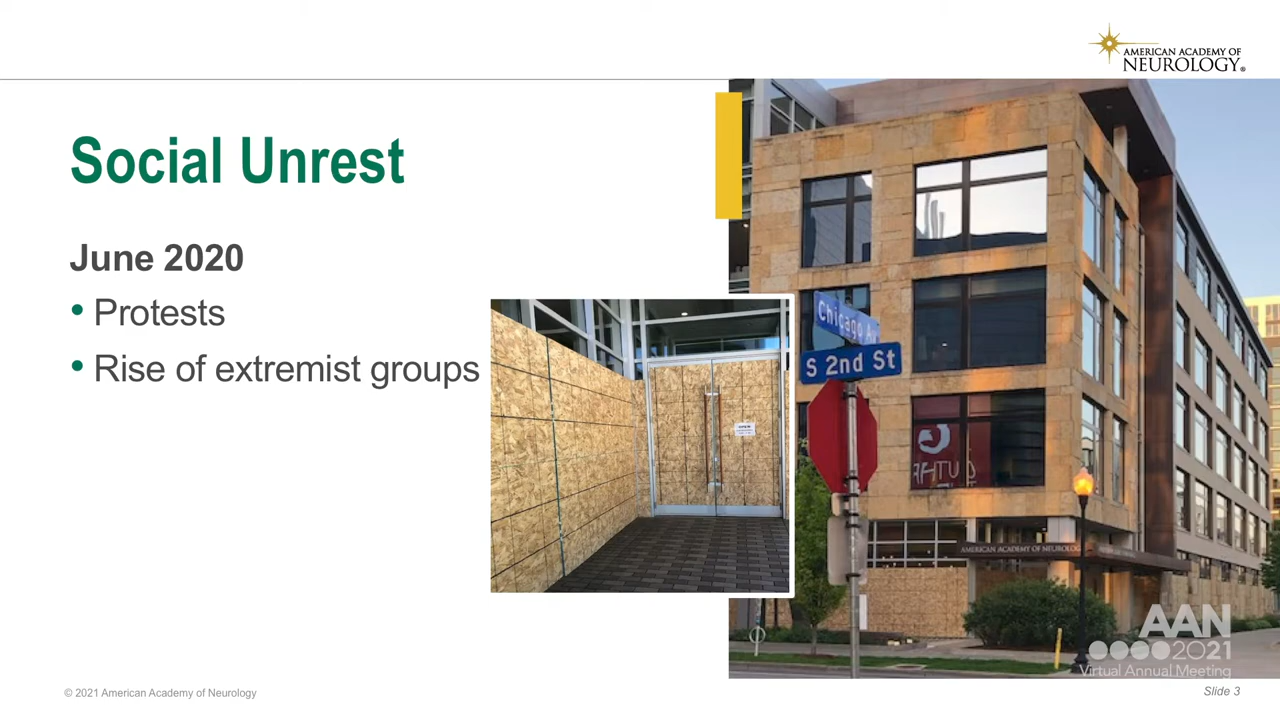 AMERICAN ACADEMY OF
NEUROLOGY®
Social Unrest
June 2020
• Protests
• Rise of extremist groups
Chicago Av
S 2nd St
OPEN
AMERICAN ACADEMY OF NEUROLOGY
AAN
2021
Virtual Annual Meeting
© 2021 American Academy of Neurology
Slide 3